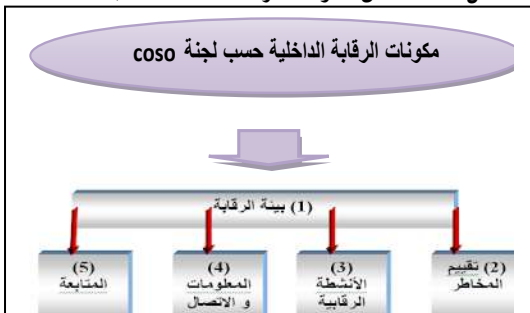 مكونات الرقابة الداخلية حسب لجنة coso
(1) بيئة الرقابة
(2) تقييم
المخاطر
(3)
الأنشطة
الرقابية
(4)
المعلومات
و الاتصال
(5)
المتابعة